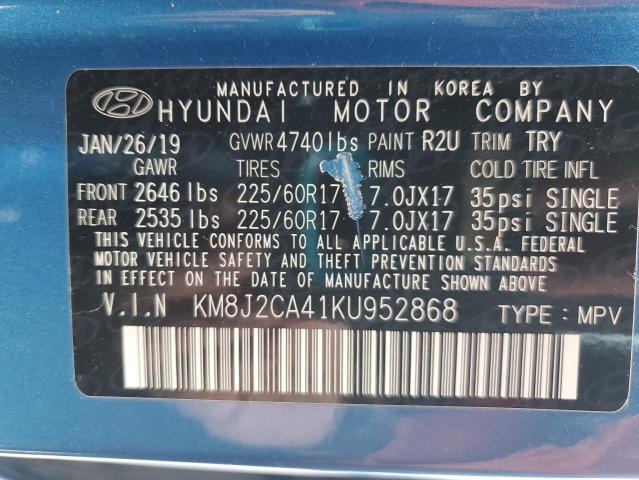 MANUFACTURED IN KOREA BY
HYUNDAI MOTOR COMPANY
JAN/26/19 GVWR 4740lbs PAINT R2U TRIM TRY
GAWR TIRES RIMS COLD TIRE INFL
FRONT 2646 lbs 225/60R17 7.0JX17 35psi SINGLE
REAR 2535 lbs 225/60R17 7.0JX17 35psi SINGLE
THIS VEHICLE CONFORMS TO ALL APPLICABLE U.S.A. FEDERAL
MOTOR VEHICLE SAFETY AND THEFT PREVENTION STANDARDS
IN EFFECT ON THE DATE OF MANUFACTURE SHOWN ABOVE.
V.I.N KM8J2CA41KU952868 TYPE : MPV